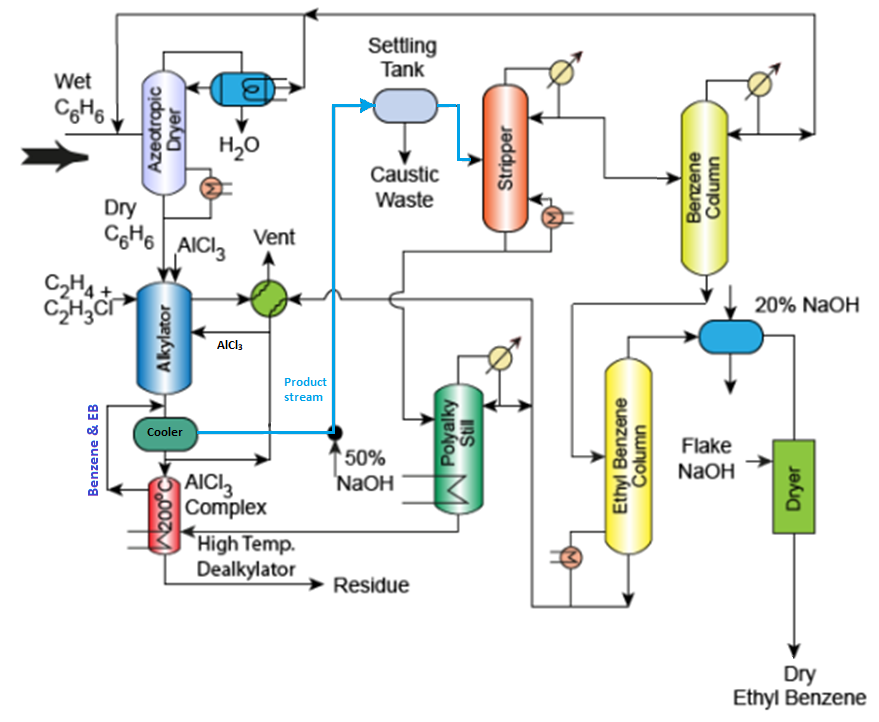 Wet
C₆H₆
Azeotropic
Dryer
H₂O
Dry
C₆H₆
AlCl₃
Vent
C₂H₄ +
C₂H₃Cl
Alkylator
AlCl₃
Benzene & EB
Cooler
Product
stream
50%
NaOH
200°C
AlCl₃
Complex
High Temp.
Dealkylator
Residue
Settling
Tank
Caustic
Waste
Stripper
Polyalky
Still
Benzene
Column
20% NaOH
Ethyl Benzene
Column
Flake
NaOH
Dryer
Dry
Ethyl Benzene